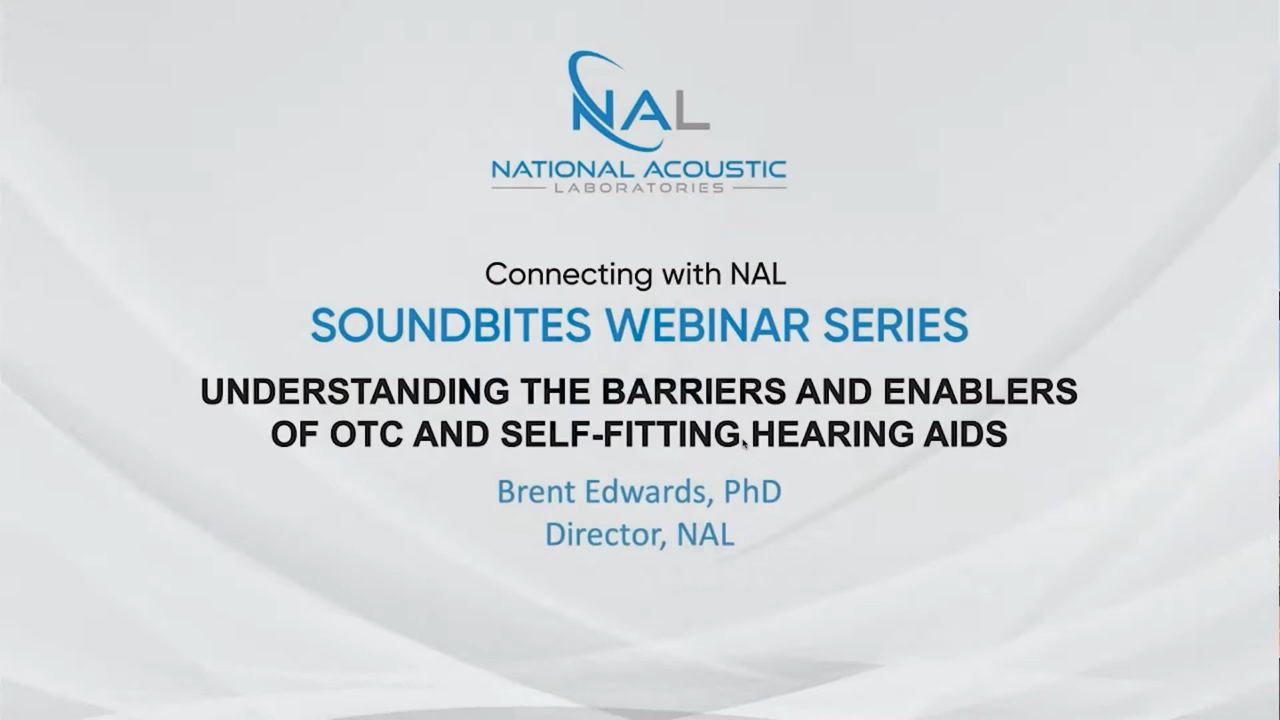 NAL
NATIONAL ACOUSTIC
LABORATORIES
Connecting with NAL
SOUNDBITES WEBINAR SERIES
UNDERSTANDING THE BARRIERS AND ENABLERS
OF OTC AND SELF-FITTING HEARING AIDS
Brent Edwards, PhD
Director, NAL